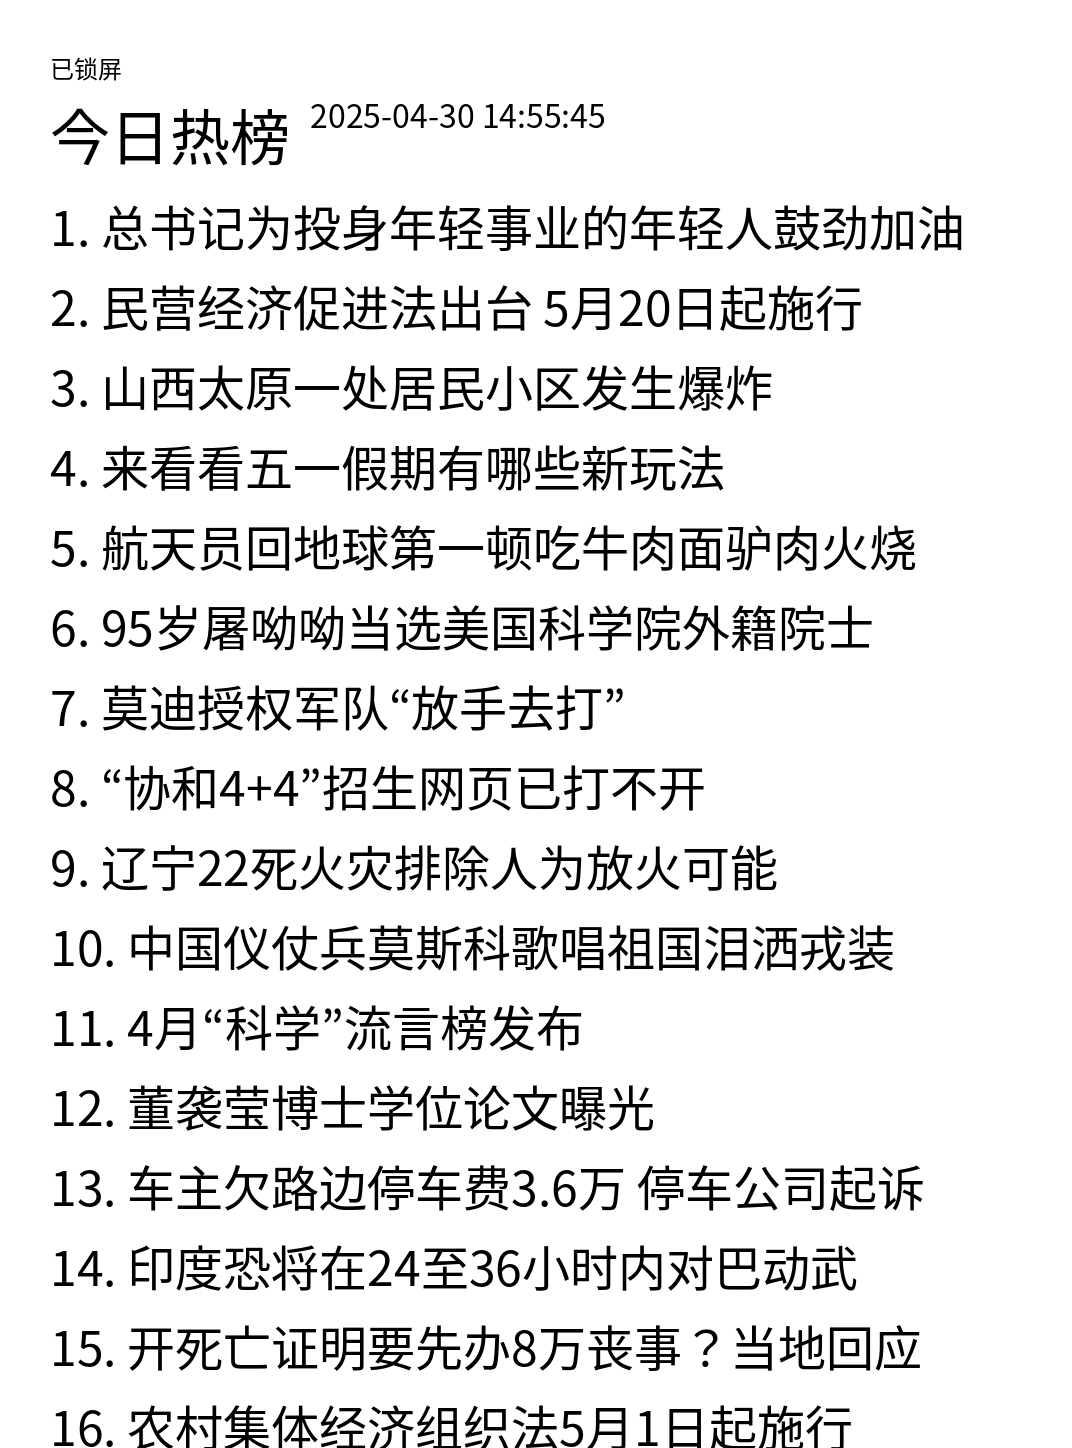 已锁屏
今日热榜 2025-04-30 14:55:45
1. 总书记为投身年轻事业的年轻人鼓劲加油
2. 民营经济促进法出台 5月20日起施行
3. 山西太原一处居民小区发生爆炸
4. 来看看五一假期有哪些新玩法
5. 航天员回地球第一顿吃牛肉面驴肉火烧
6. 95岁屠呦呦当选美国科学院外籍院士
7. 莫迪授权军队“放手去打”
8. “协和4+4”招生网页已打不开
9. 辽宁22死火灾排除人为放火可能
10. 中国仪仗兵莫斯科歌唱祖国泪洒戎装
11. 4月“科学”流言榜发布
12. 董袭莹博士学位论文曝光
13. 车主欠路边停车费3.6万 停车公司起诉
14. 印度恐将在24至36小时内对巴动武
15. 开死亡证明要先办8万丧事？当地回应
16. 农村集体经济组织法5月1日起施行